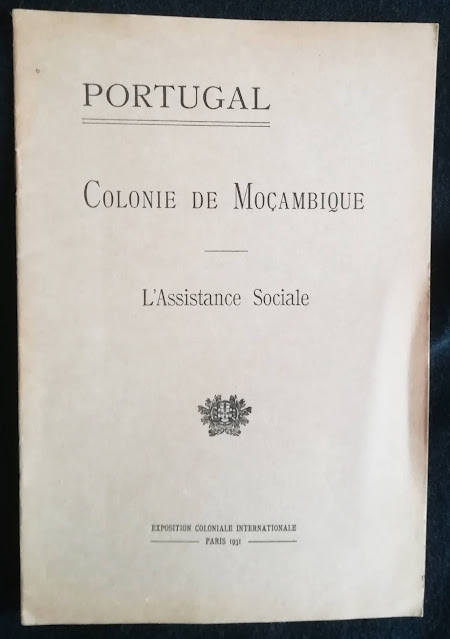 PORTUGAL
COLONIE DE MOÇAMBIQUE
L'Assistance Sociale
EXPOSITION COLONIALE INTERNATIONALE
PARIS 1931